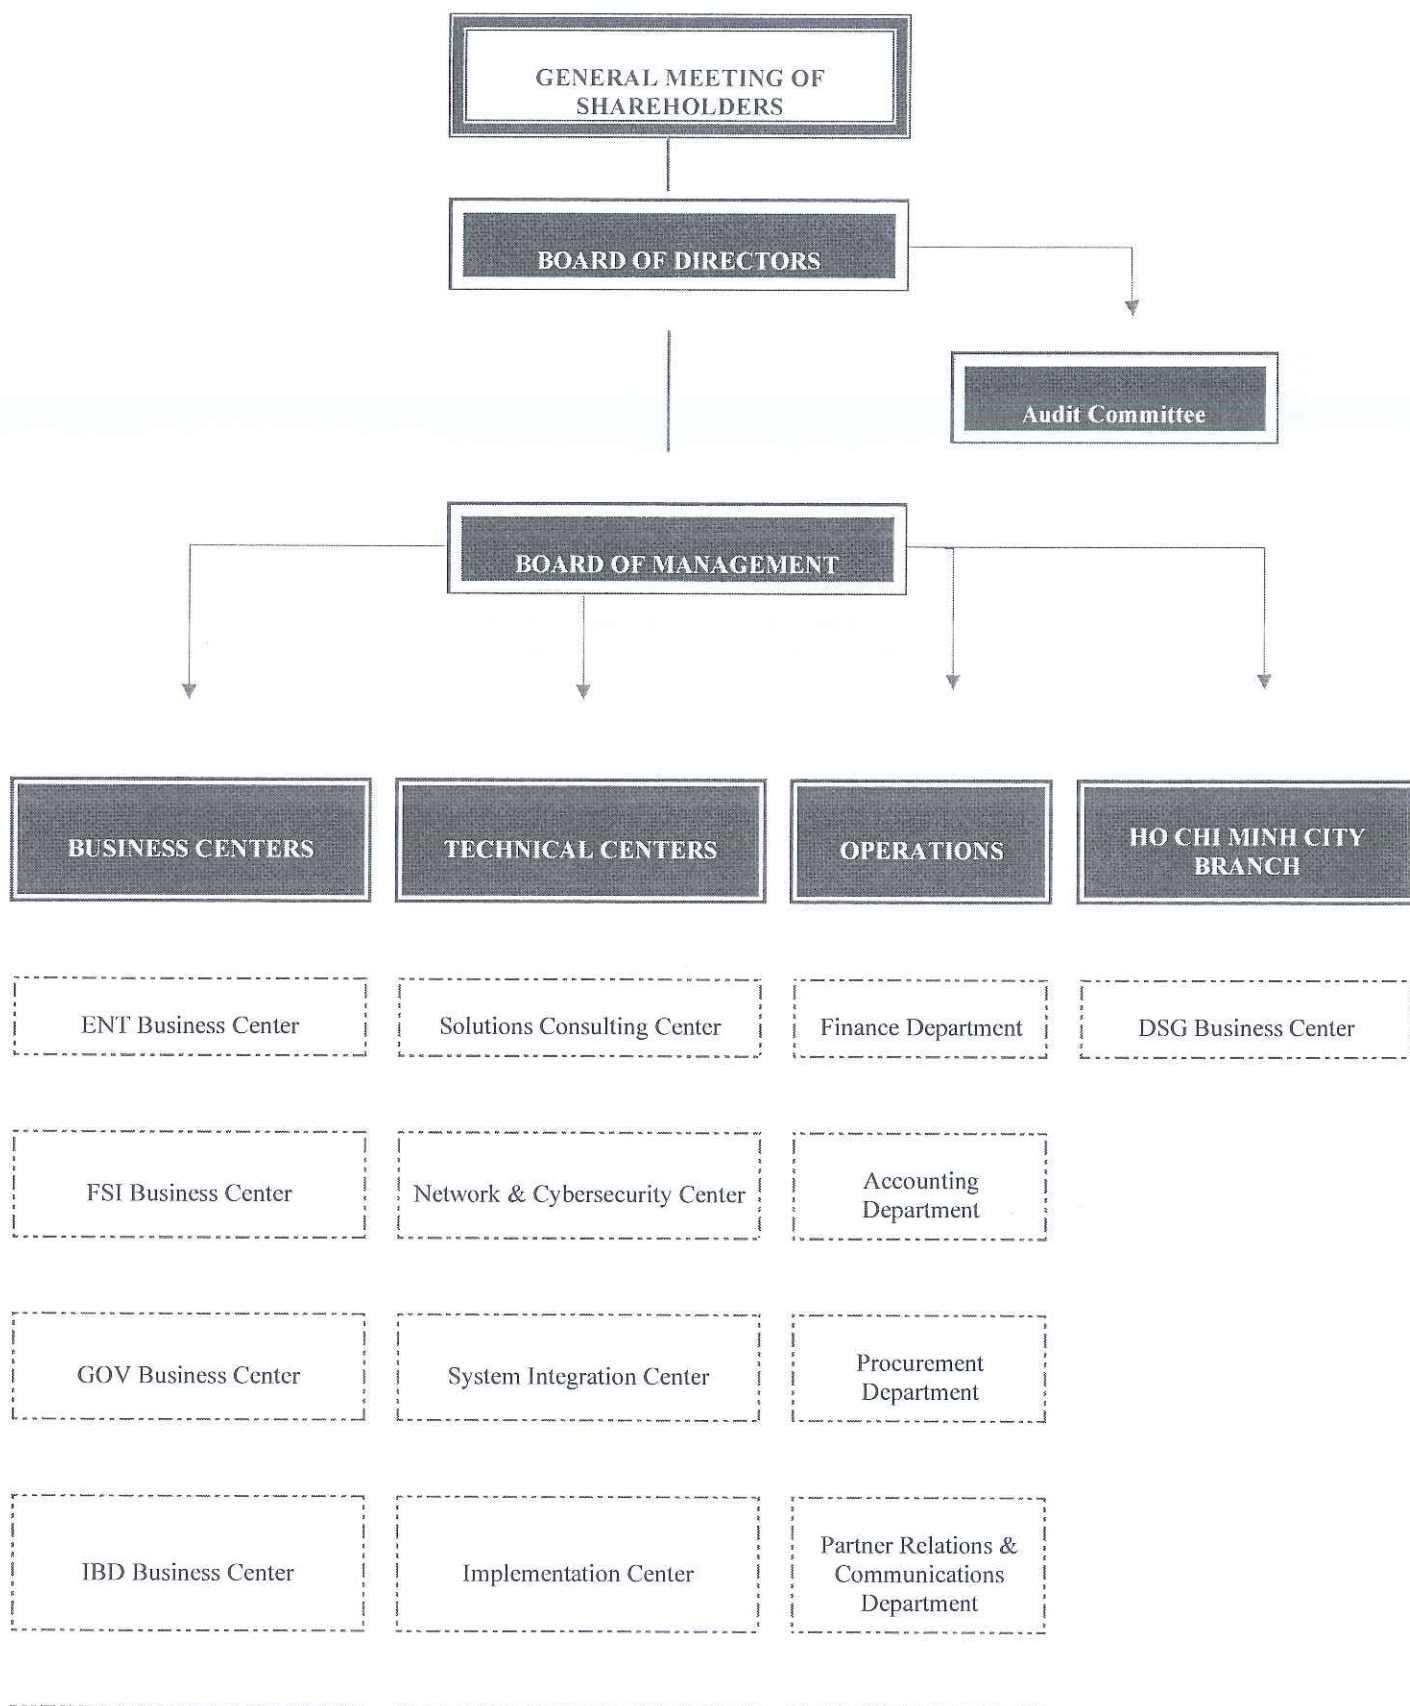 GENERAL MEETING OF
SHAREHOLDERS
BOARD OF DIRECTORS
Audit Committee
BOARD OF MANAGEMENT
BUSINESS CENTERS
TECHNICAL CENTERS
OPERATIONS
HO CHI MINH CITY
BRANCH
ENT Business Center
Solutions Consulting Center
Finance Department
DSG Business Center
FSI Business Center
Network & Cybersecurity Center
Accounting
Department
GOV Business Center
System Integration Center
Procurement
Department
IBD Business Center
Implementation Center
Partner Relations &
Communications
Department